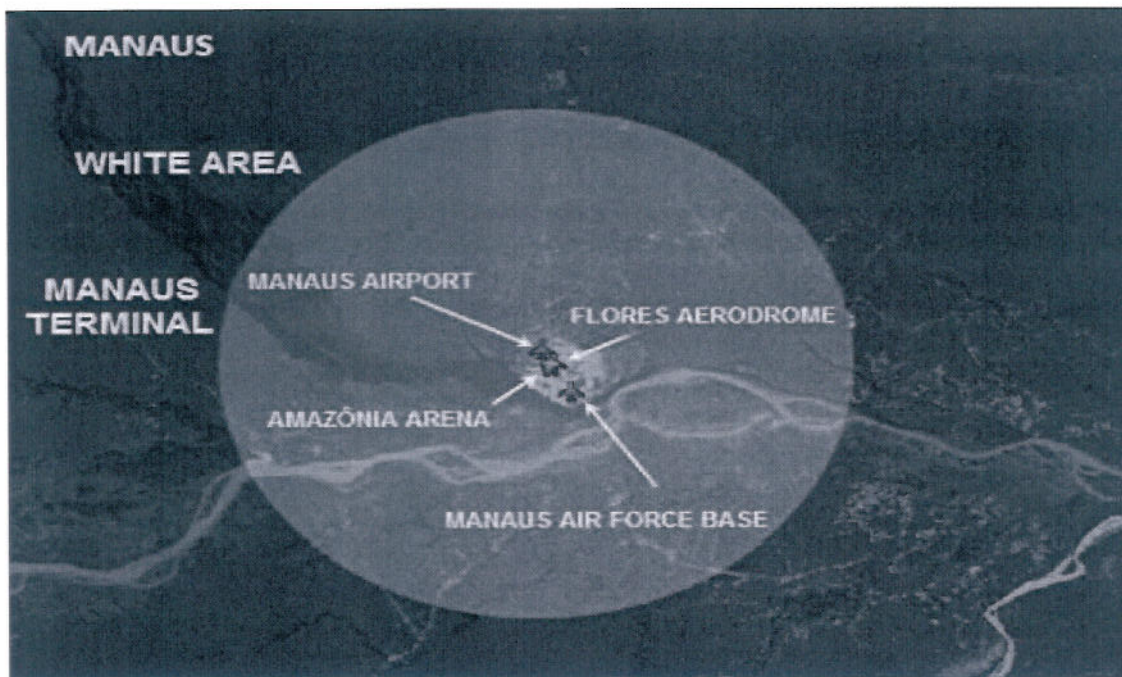 MANAUS
WHITE AREA
MANAUS
TERMINAL
MANAUS AIRPORT
FLORES AERODROME
AMAZÔNIA ARENA
MANAUS AIR FORCE BASE